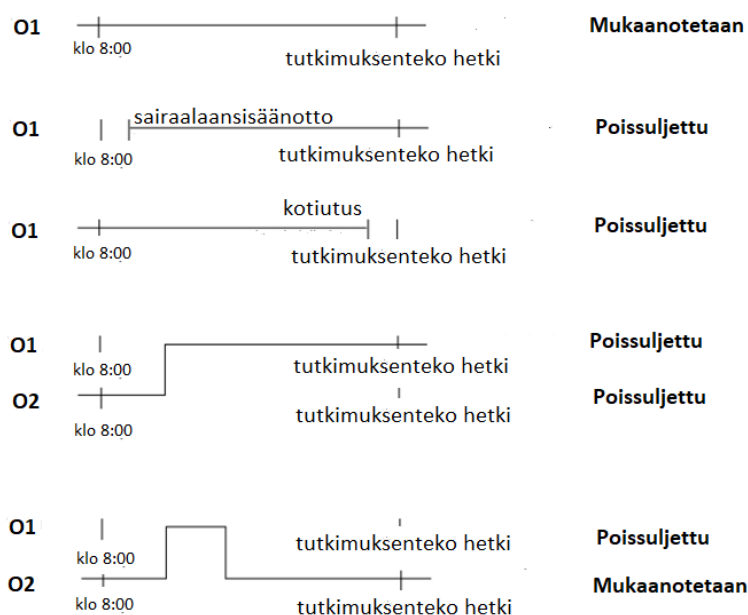 O1 Mukaanotetaan
klo 8:00 tutkimuksenteko hetki
sairaalaansisäänotto
O1 Poissuljettu
klo 8:00 tutkimuksenteko hetki
kotiutus
O1 Poissuljettu
klo 8:00 tutkimuksenteko hetki
O1 Poissuljettu
klo 8:00 tutkimuksenteko hetki
O2 Poissuljettu
klo 8:00 tutkimuksenteko hetki
O1 Poissuljettu
klo 8:00 tutkimuksenteko hetki
O2 Mukaanotetaan
klo 8:00 tutkimuksenteko hetki